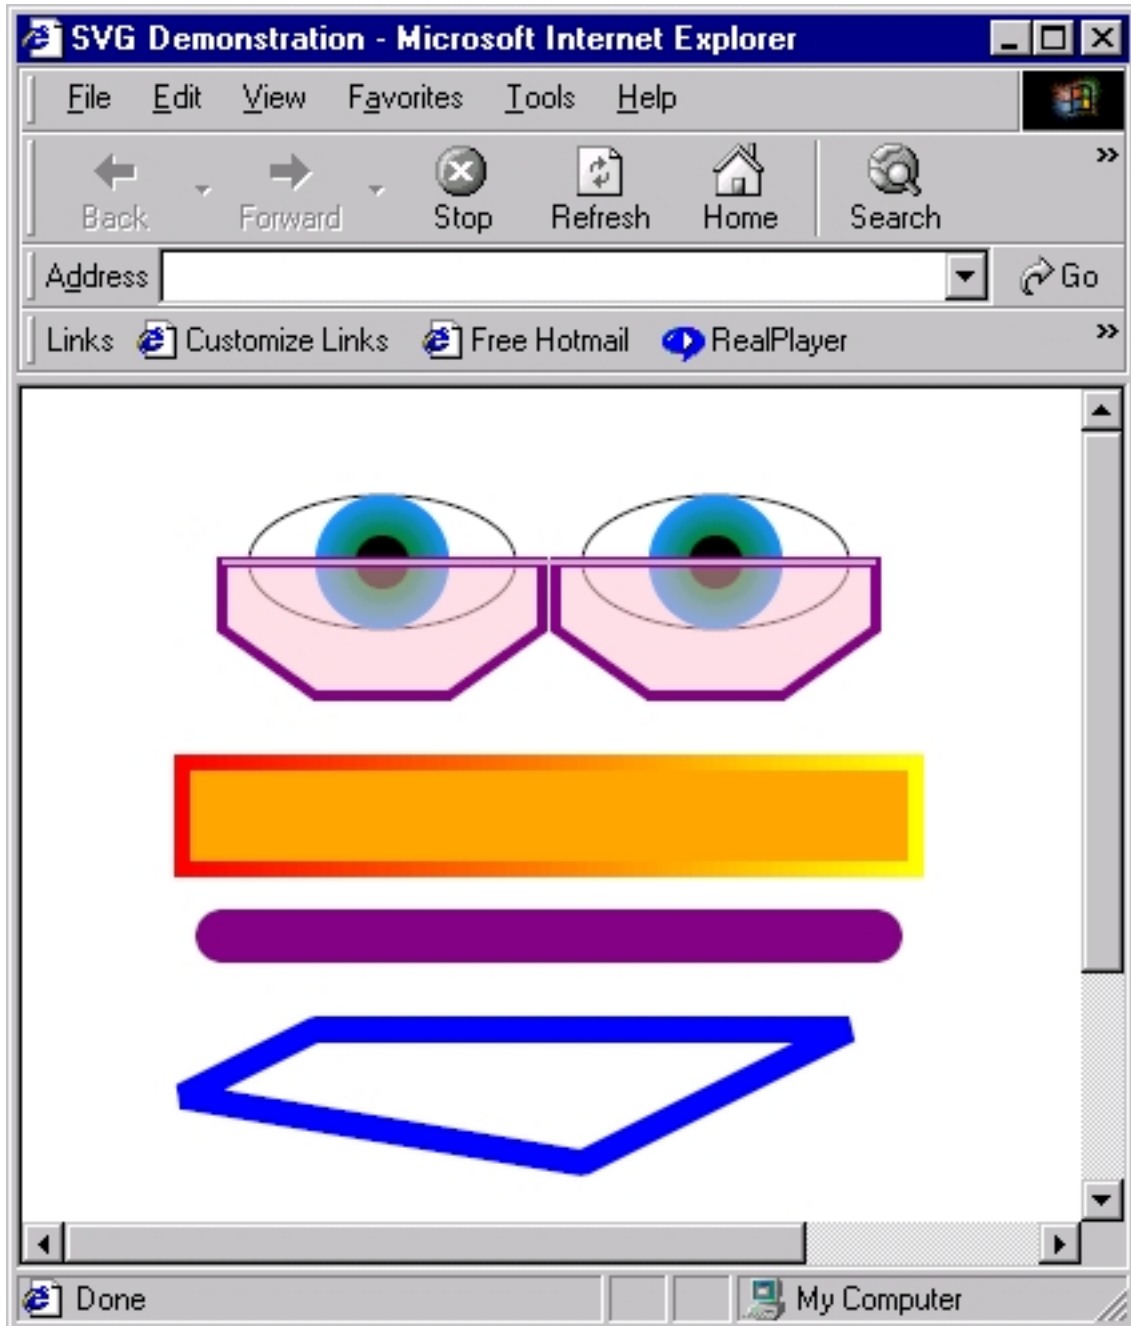 SVG Demonstration - Microsoft Internet Explorer
File Edit View Favorites Tools Help
Back Forward Stop Refresh Home Search
Address Go
Links Customize Links Free Hotmail RealPlayer
Done My Computer